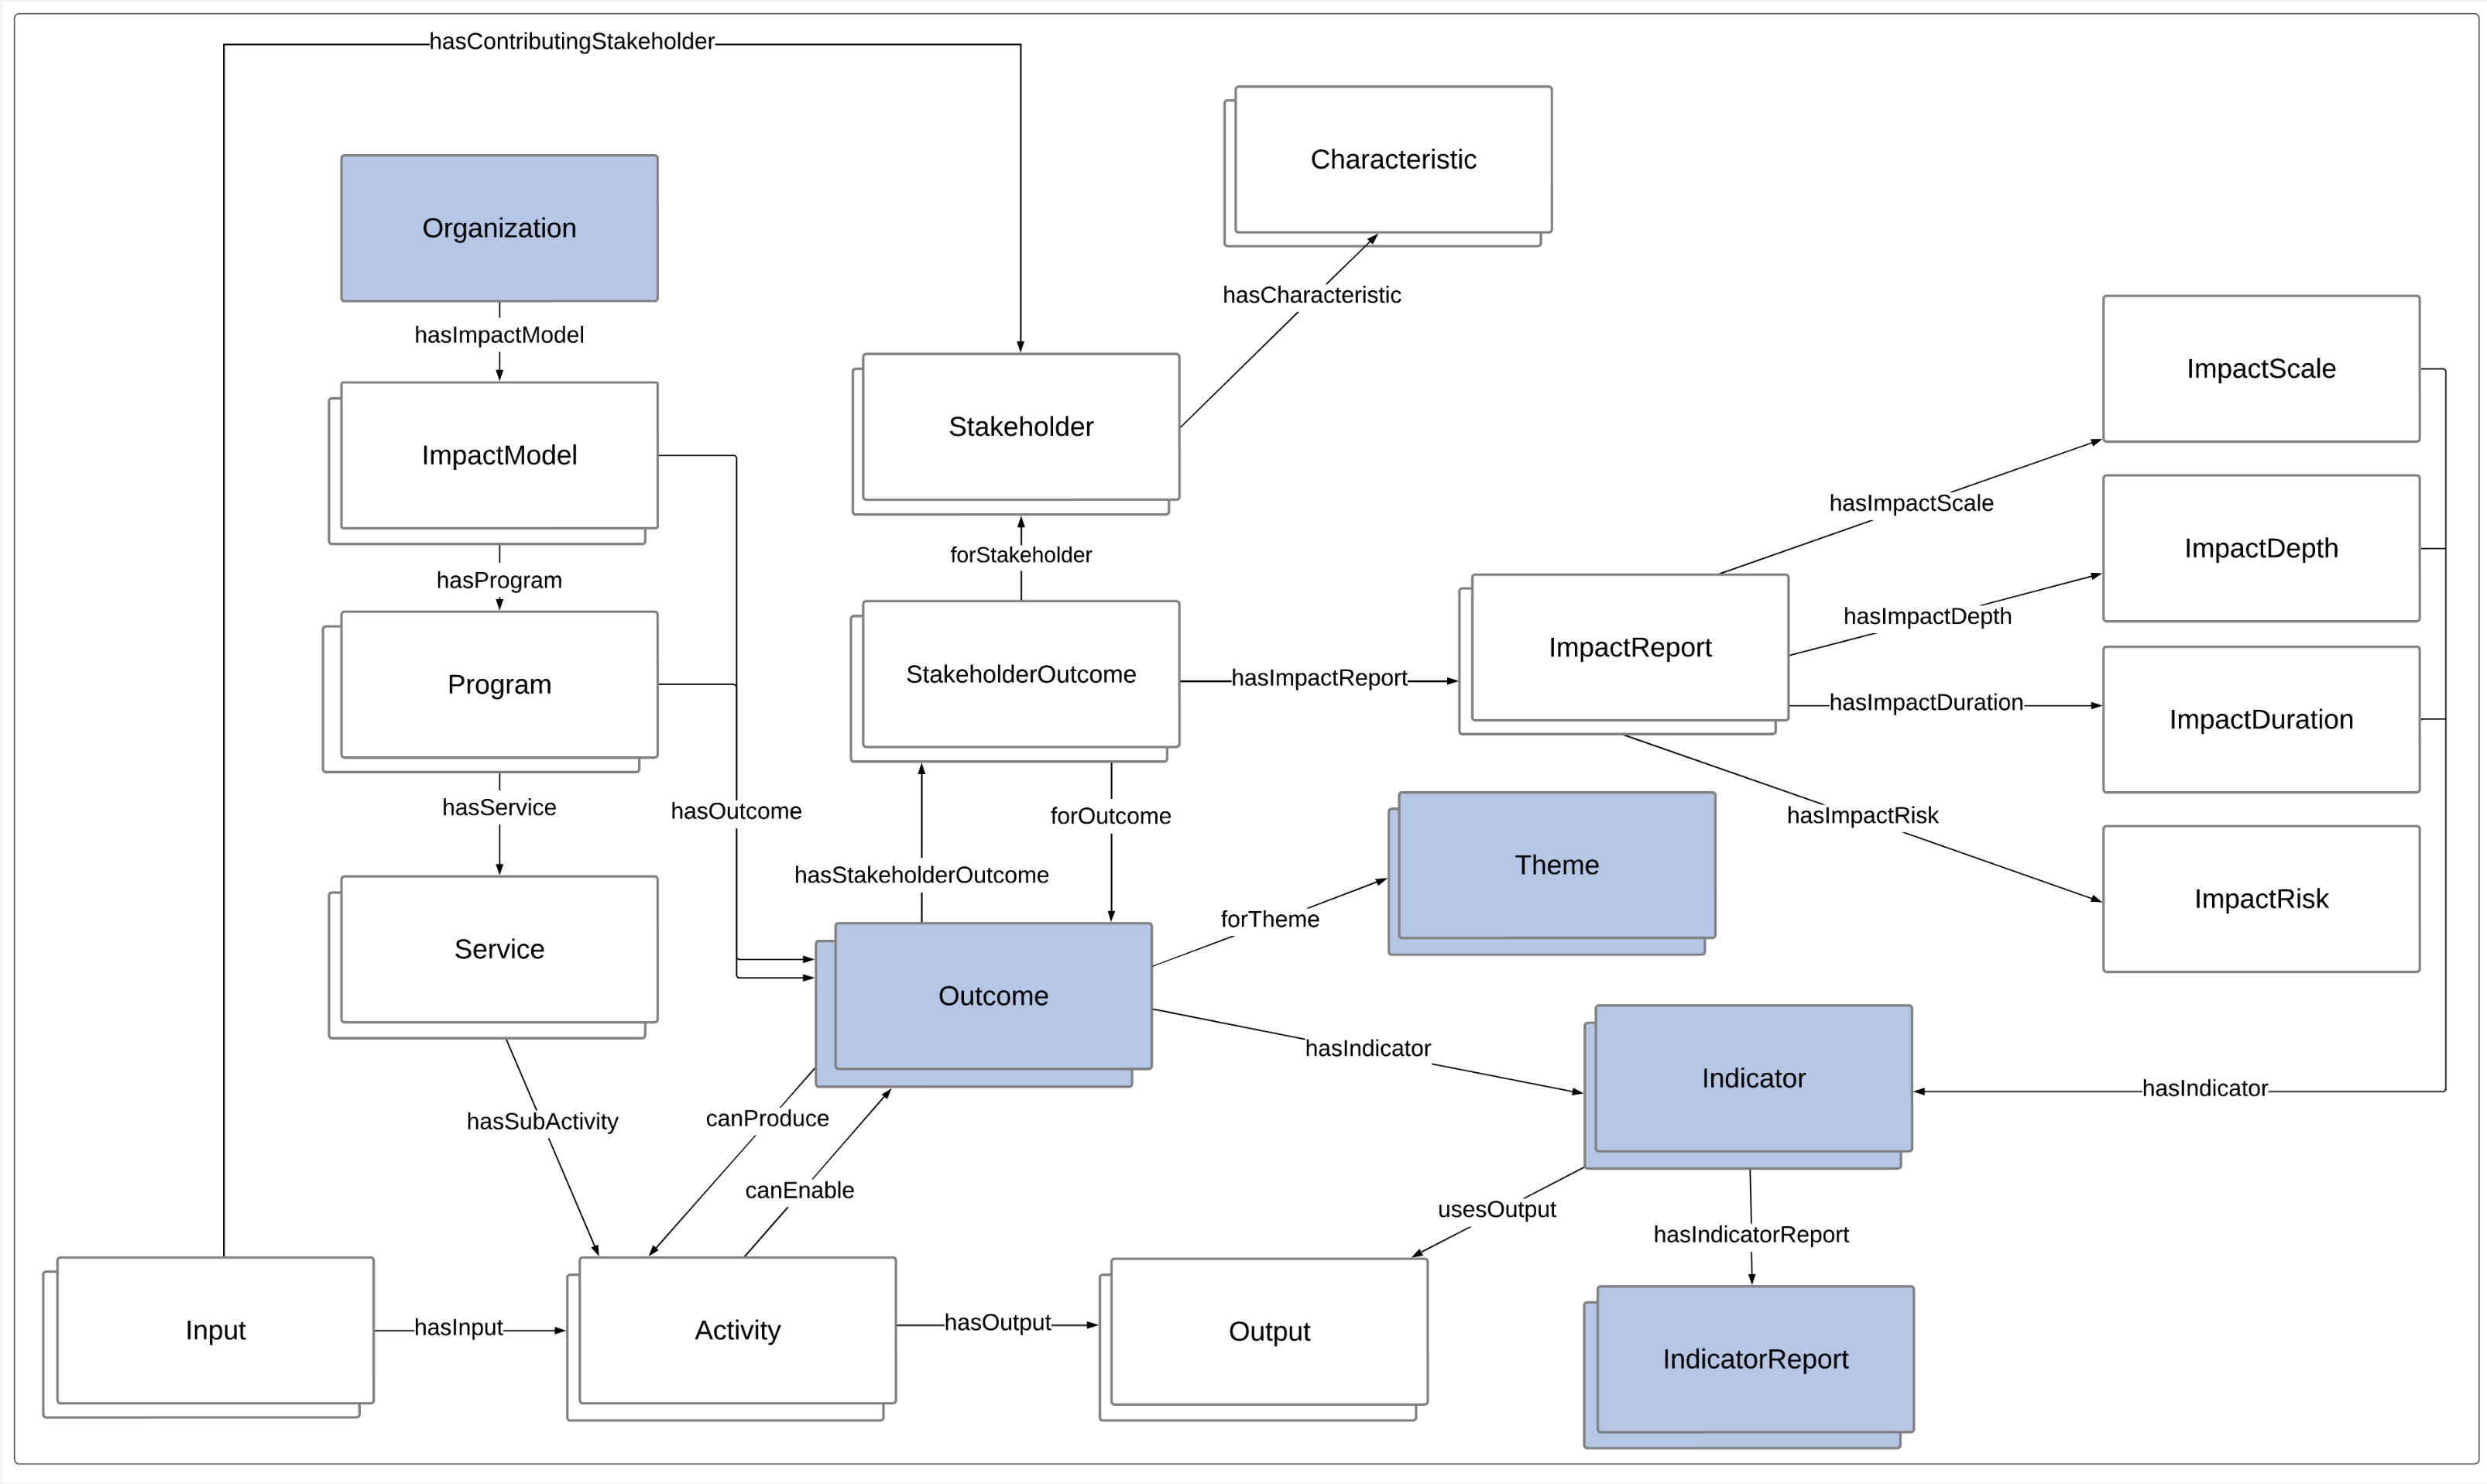 hasContributingStakeholder
Characteristic
Organization
hasCharacteristic
hasImpactModel
ImpactScale
Stakeholder
ImpactModel
hasImpactScale
ImpactDepth
forStakeholder
hasProgram
hasImpactDepth
ImpactReport
StakeholderOutcome
hasImpactReport
Program
hasImpactDuration
ImpactDuration
hasService
hasOutcome
forOutcome
hasImpactRisk
Theme
hasStakeholderOutcome
ImpactRisk
forTheme
Service
Outcome
hasIndicator
Indicator
hasIndicator
hasSubActivity
canProduce
canEnable
usesOutput
hasIndicatorReport
Input
hasInput
Activity
hasOutput
Output
IndicatorReport